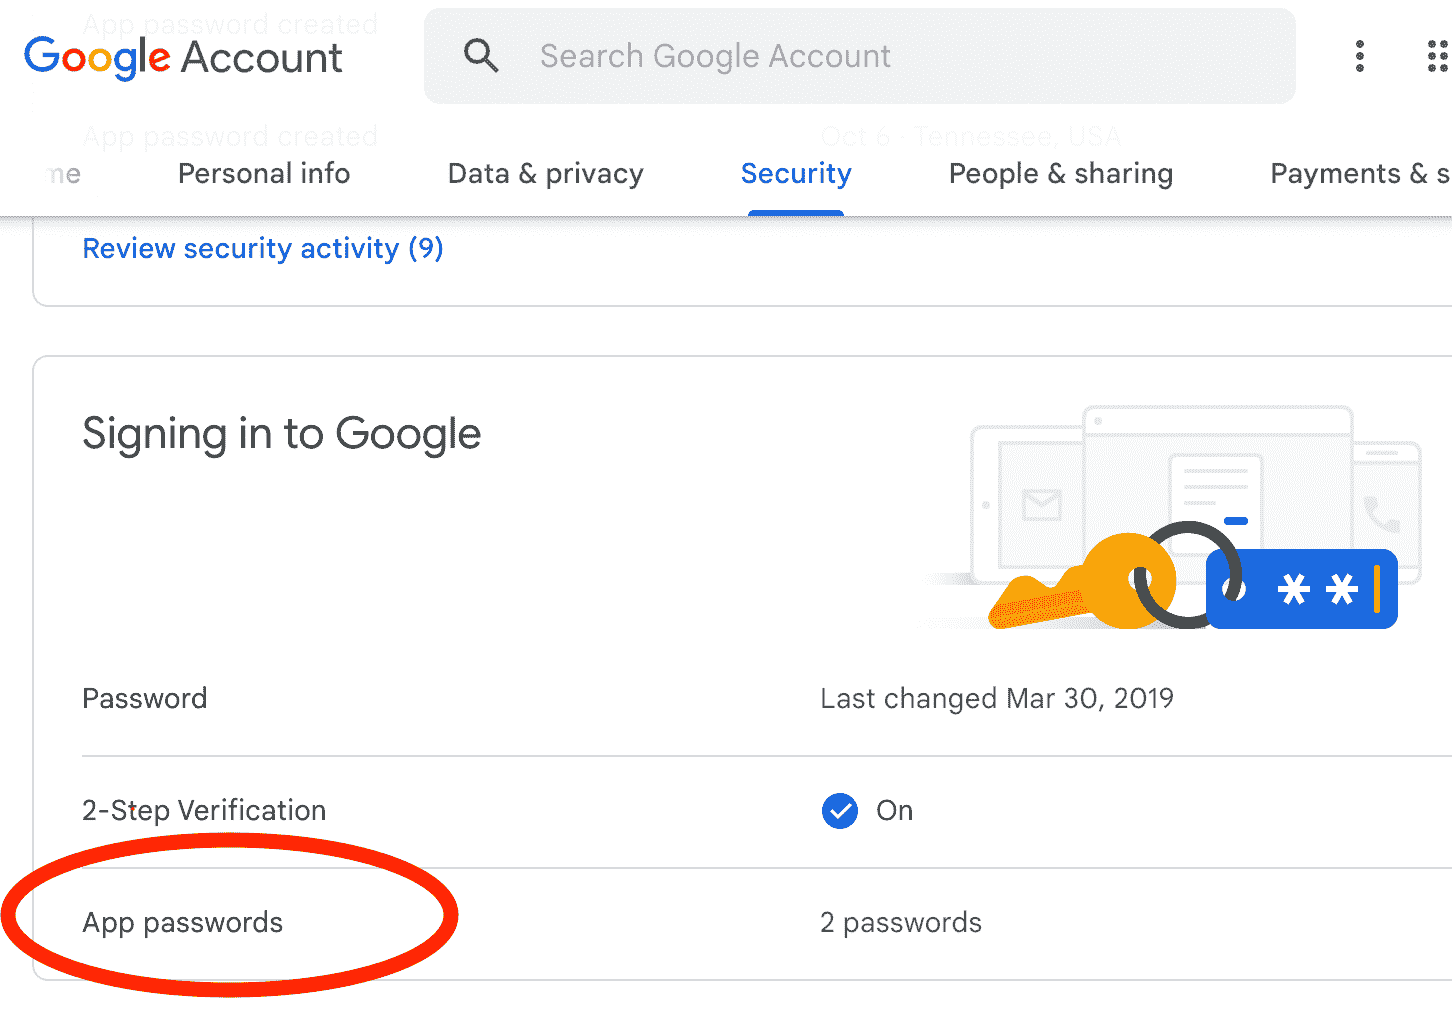 App password created
Google Account
Search Google Account
App password created
Oct 6 · Tennessee, USA
me
Personal info
Data & privacy
Security
People & sharing
Payments & s
Review security activity (9)
Signing in to Google
**
Password
Last changed Mar 30, 2019
2-Step Verification
On
App passwords
2 passwords